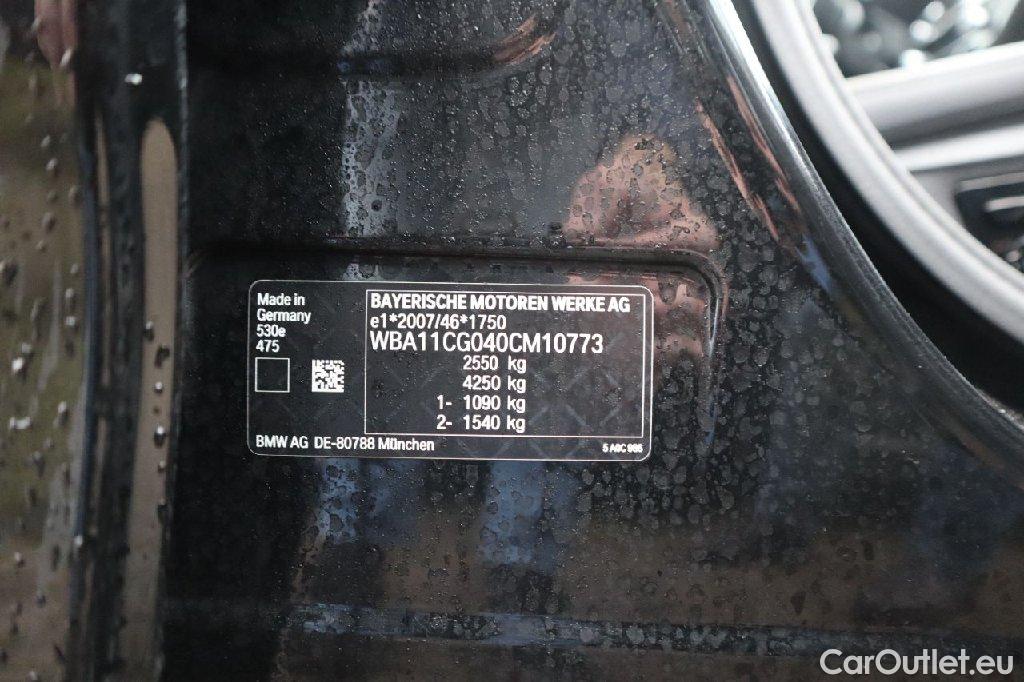 Made in
Germany
530e
475
BAYERISCHE MOTOREN WERKE AG
e1*2007/46*1750
WBA11CG040CM10773
2550 kg
4250 kg
1- 1090 kg
2- 1540 kg
BMW AG DE-80788 München
CarOutlet.eu